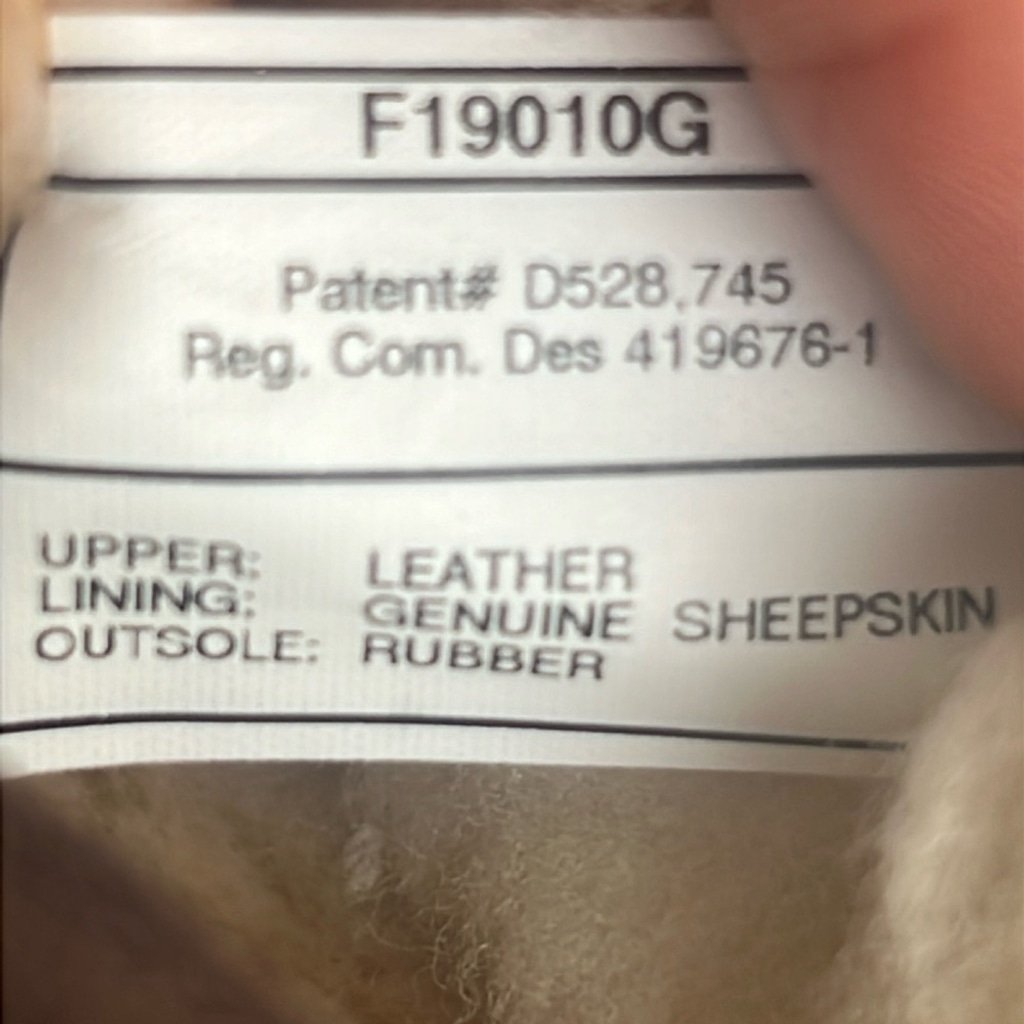 F19010G
Patent# D528,745
Reg. Com. Des 419676-1
UPPER: LEATHER
LINING: GENUINE SHEEPSKIN
OUTSOLE: RUBBER